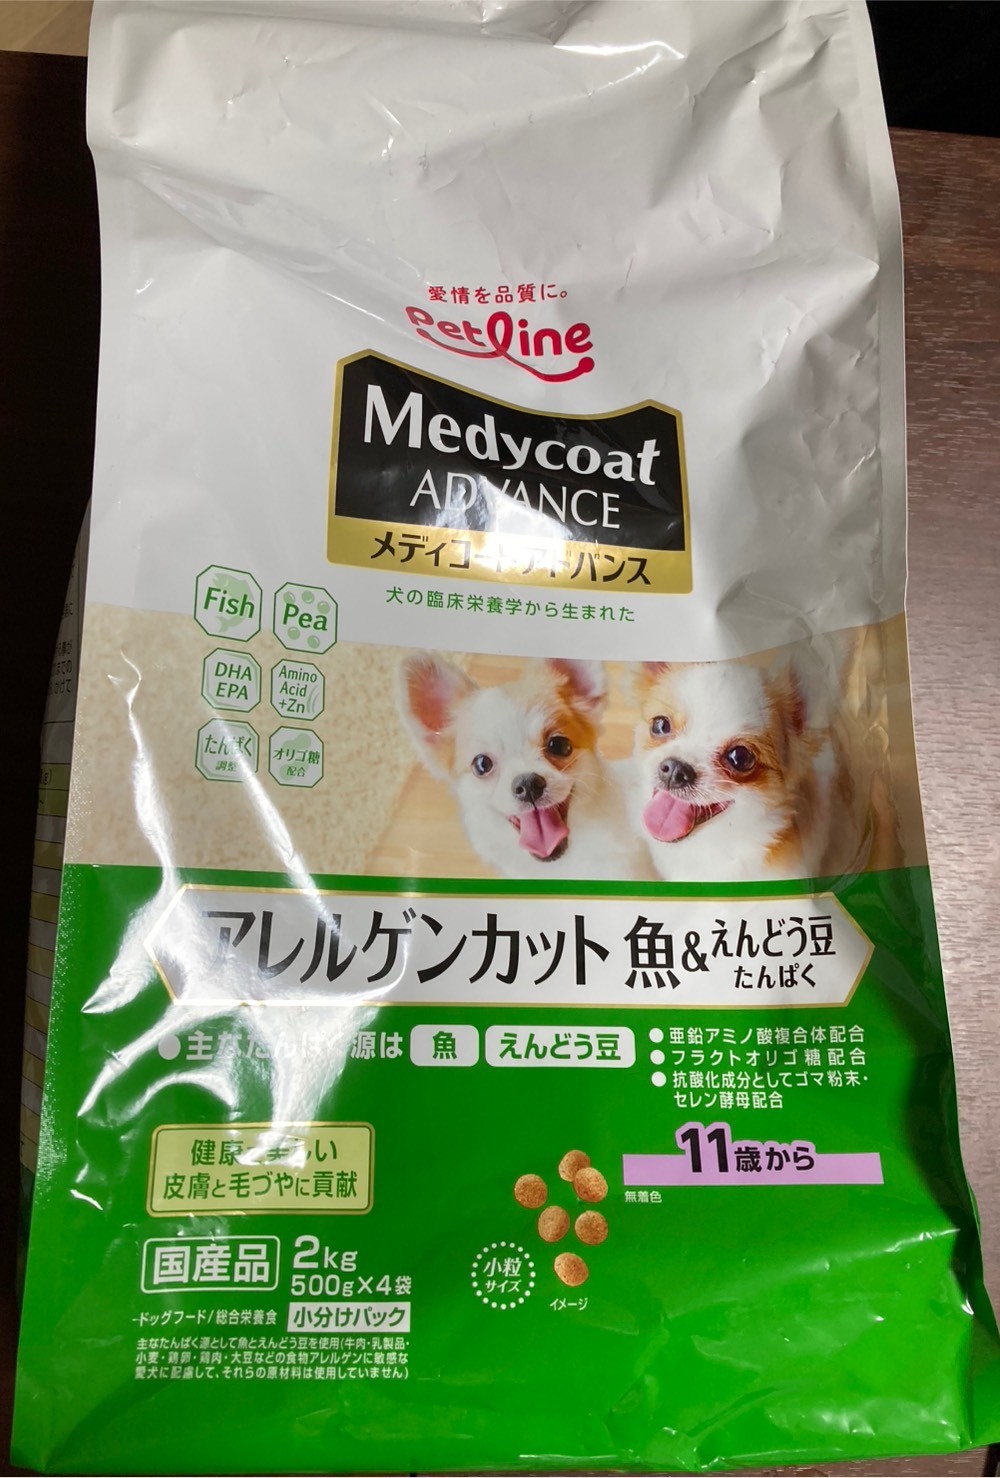 愛情を品質に。
Petline
Medycoat
ADVANCE
メディコート アドバンス
犬の臨床栄養学から生まれた
Fish
Pea
DHA
EPA
Amino
Acid
+Zn
たんぱく
調整
オリゴ糖
配合
アレルゲンカット 魚&えんどう豆
たんぱく
●主なたんぱく源は 魚 えんどう豆
●亜鉛アミノ酸複合体配合
●フラクトオリゴ糖配合
●抗酸化成分としてゴマ粉末・
セレン酵母配合
健康で美しい
皮膚と毛づやに貢献
11歳から
無着色
国産品
2kg
500g×4袋
ドッグフード/総合栄養食
小分けパック
小粒
サイズ
イメージ
主なたんぱく源として魚とえんどう豆を使用(牛肉・乳製品・
小麦・鶏卵・鶏肉・大豆などの食物アレルゲンに敏感な
愛犬に配慮して、それらの原材料は使用していません)